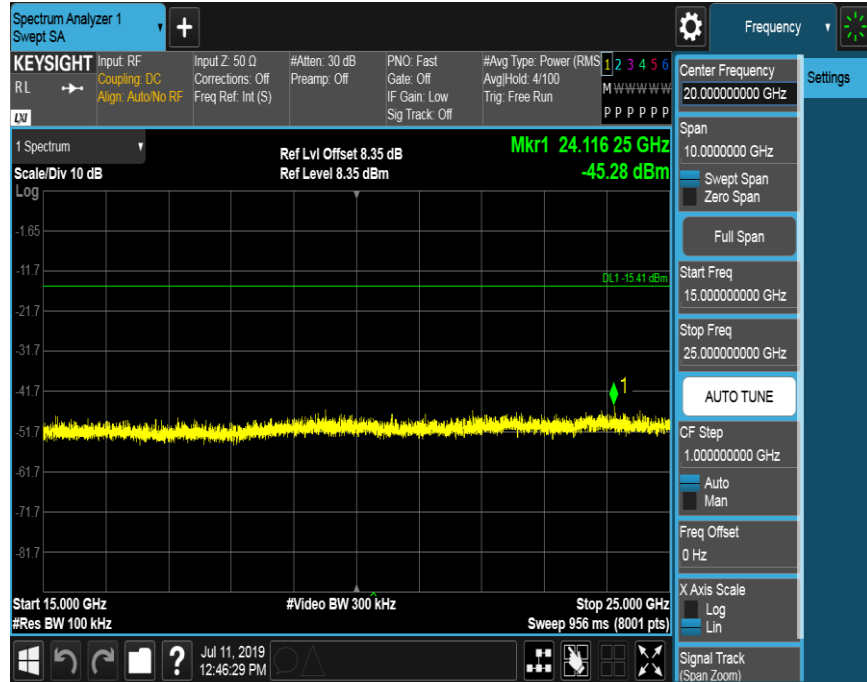 Spectrum Analyzer 1
Swept SA
+
Frequency
KEYSIGHT
RL
LXI
Input: RF
Coupling: DC
Align: Auto/No RF
Input Z: 50 Ω
Corrections: Off
Freq Ref: Int (S)
#Atten: 30 dB
Preamp: Off
PNO: Fast
Gate: Off
IF Gain: Low
Sig Track: Off
#Avg Type: Power (RMS
Avg|Hold: 4/100
Trig: Free Run
1 2 3 4 5 6
M W W W W W
P P P P P P
Center Frequency
20.000000000 GHz
Settings
1 Spectrum
Scale/Div 10 dB
Ref Lvl Offset 8.35 dB
Ref Level 8.35 dBm
Mkr1 24.116 25 GHz
-45.28 dBm
Span
10.0000000 GHz
Swept Span
Zero Span
Full Span
Start Freq
15.000000000 GHz
Stop Freq
25.000000000 GHz
AUTO TUNE
CF Step
1.000000000 GHz
Auto
Man
Freq Offset
0 Hz
X Axis Scale
Log
Lin
Signal Track
(Span Zoom)
Log
-1.65
-11.7
DL1 -15.41 dBm
-21.7
-31.7
-41.7
1
-51.7
-61.7
-71.7
-81.7
Start 15.000 GHz
#Video BW 300 kHz
Stop 25.000 GHz
#Res BW 100 kHz
Sweep 956 ms (8001 pts)
?
Jul 11, 2019
12:46:29 PM